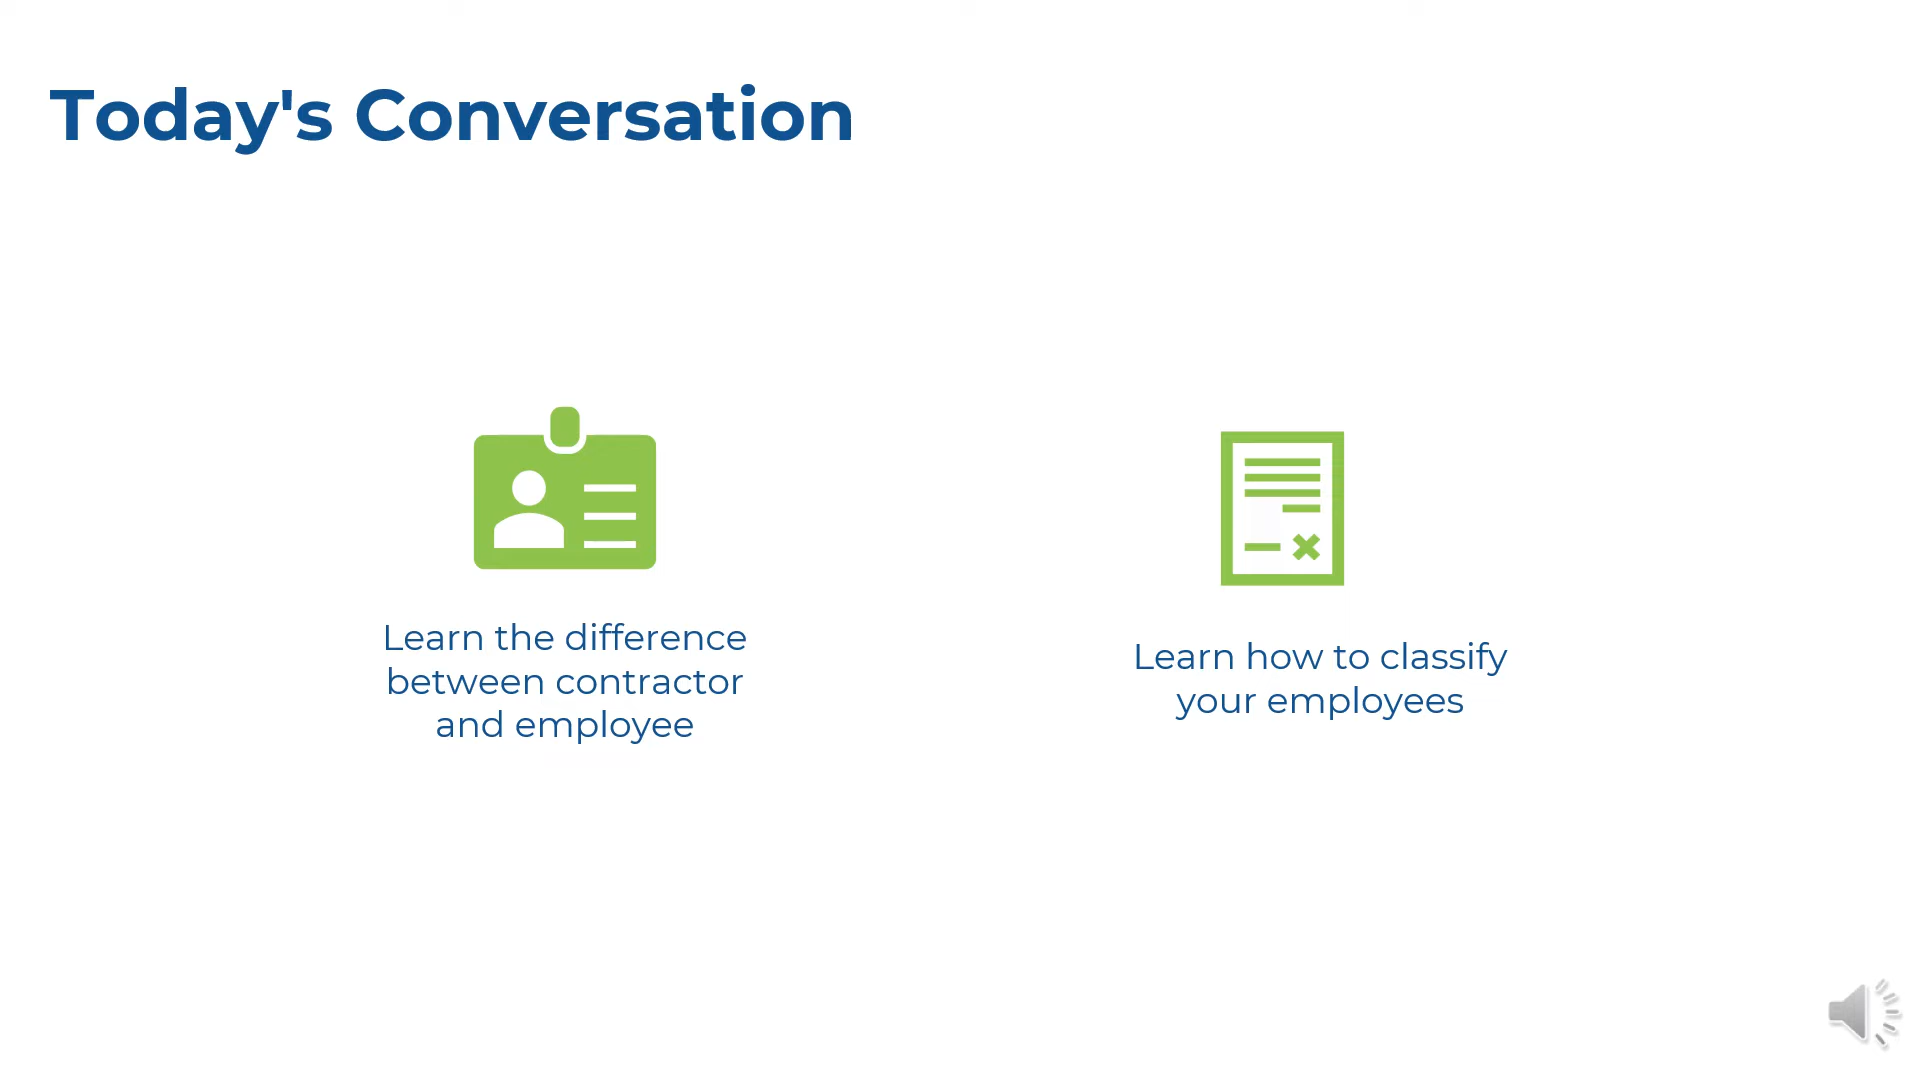 Today's Conversation
Learn the difference
between contractor
and employee
Learn how to classify
your employees